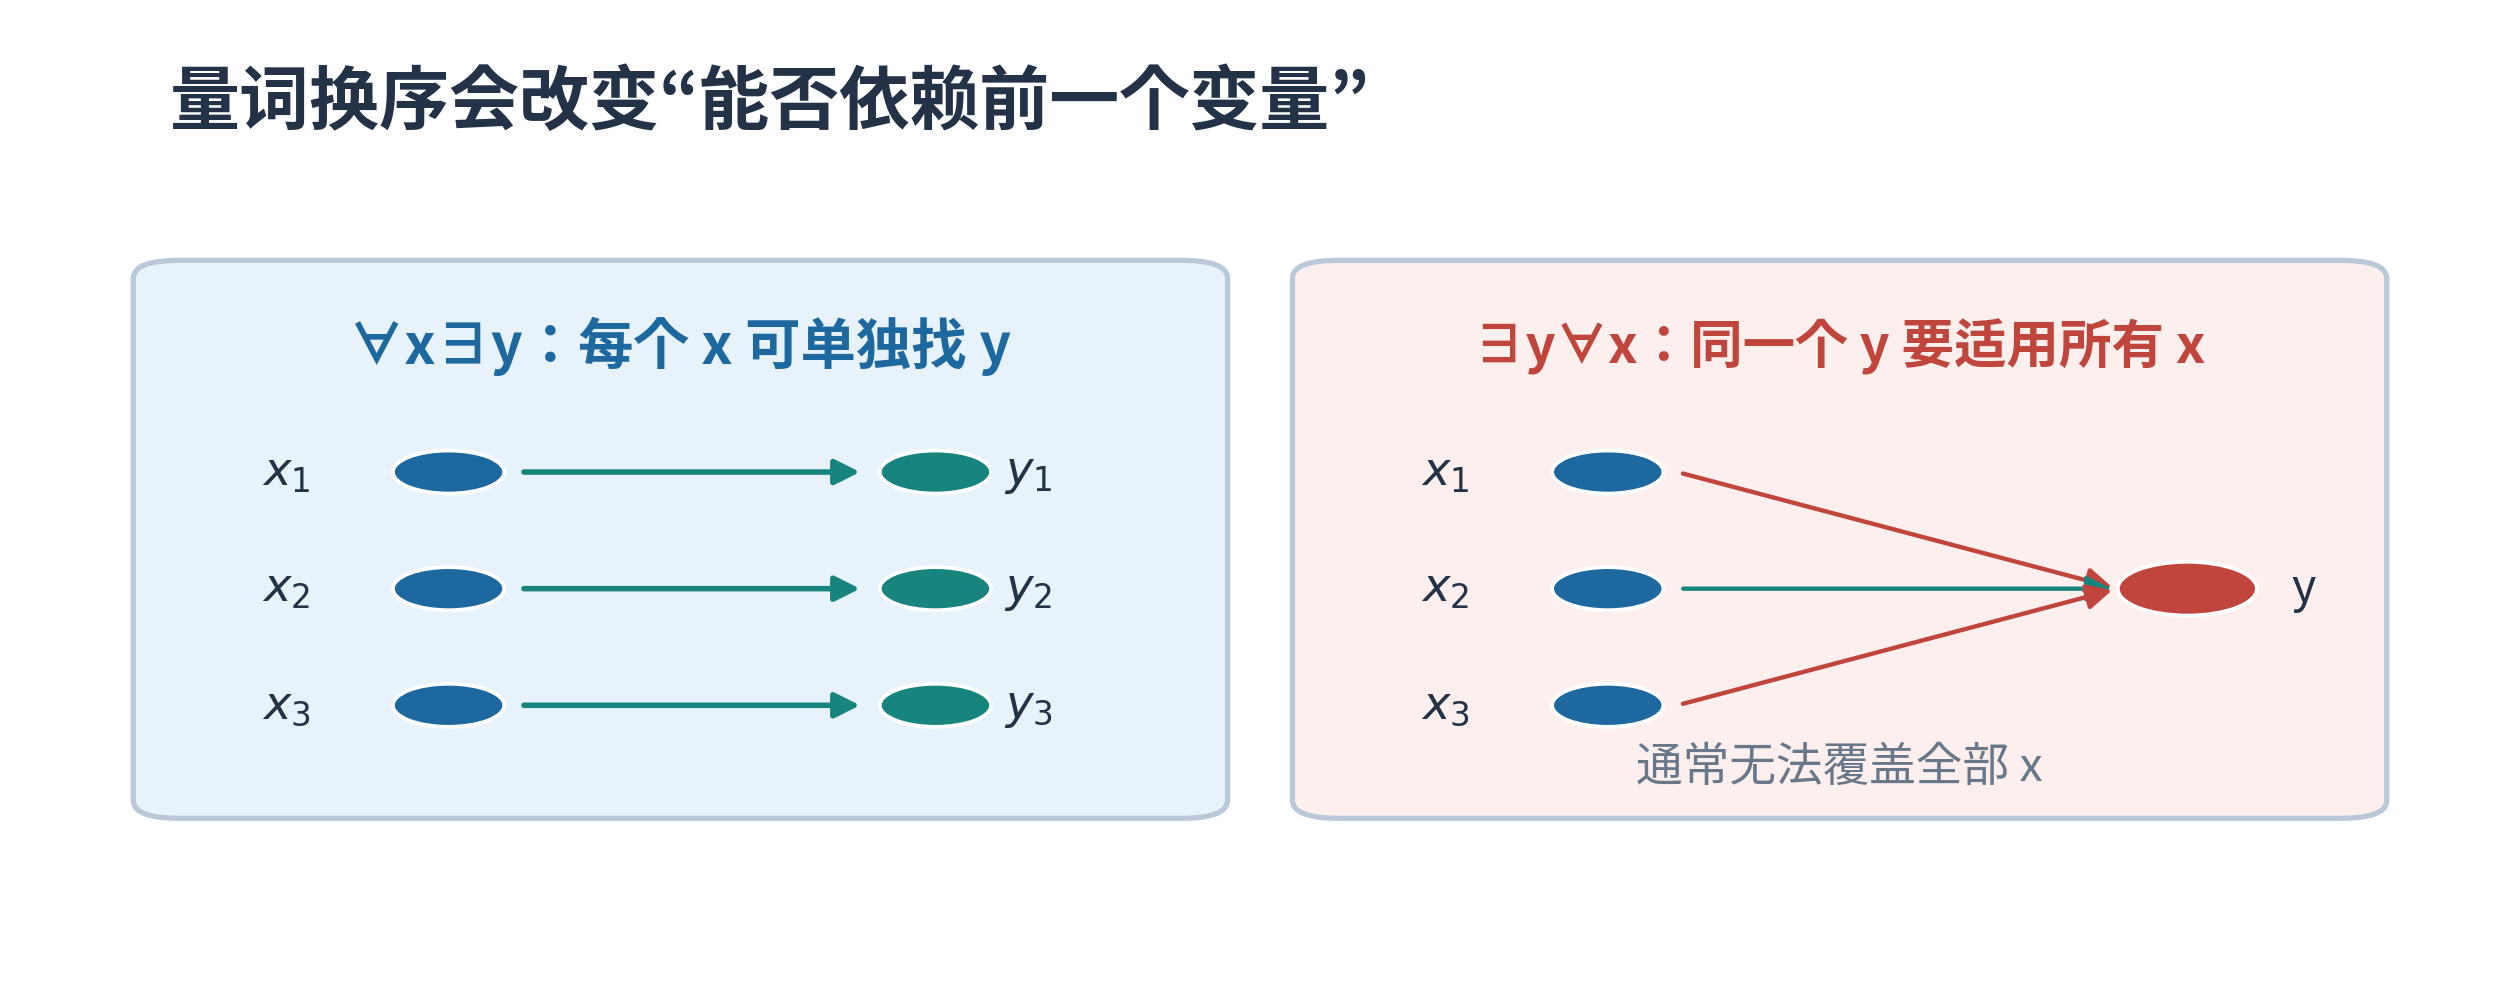 量词换序会改变“能否依赖前一个变量”
∀x∃y：每个 x 可单独找 y
x₁
y₁
x₂
y₂
x₃
y₃
∃y∀x：同一个 y 要适用所有 x
x₁
x₂
y
x₃
通常无法覆盖全部 x